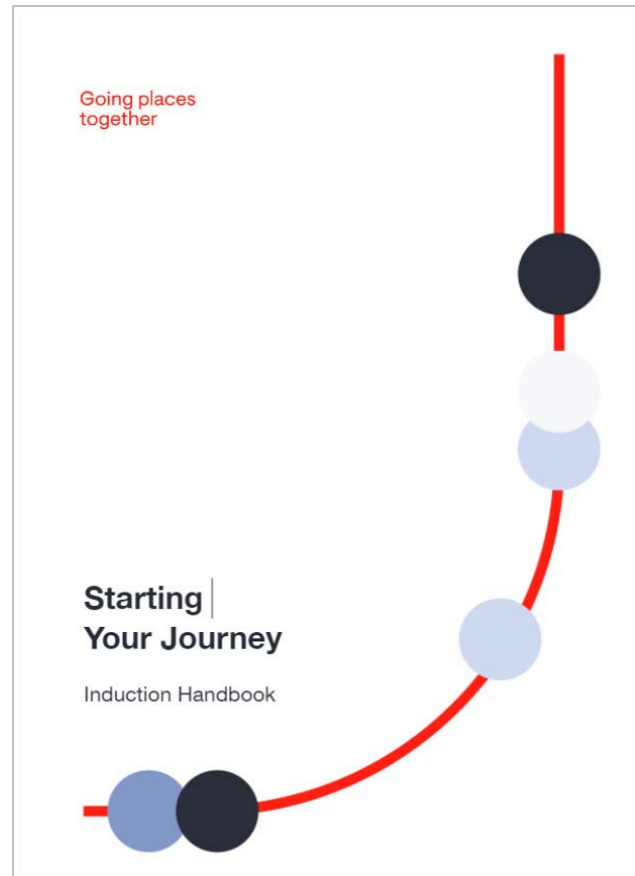 Going places
together
Starting
Your Journey
Induction Handbook